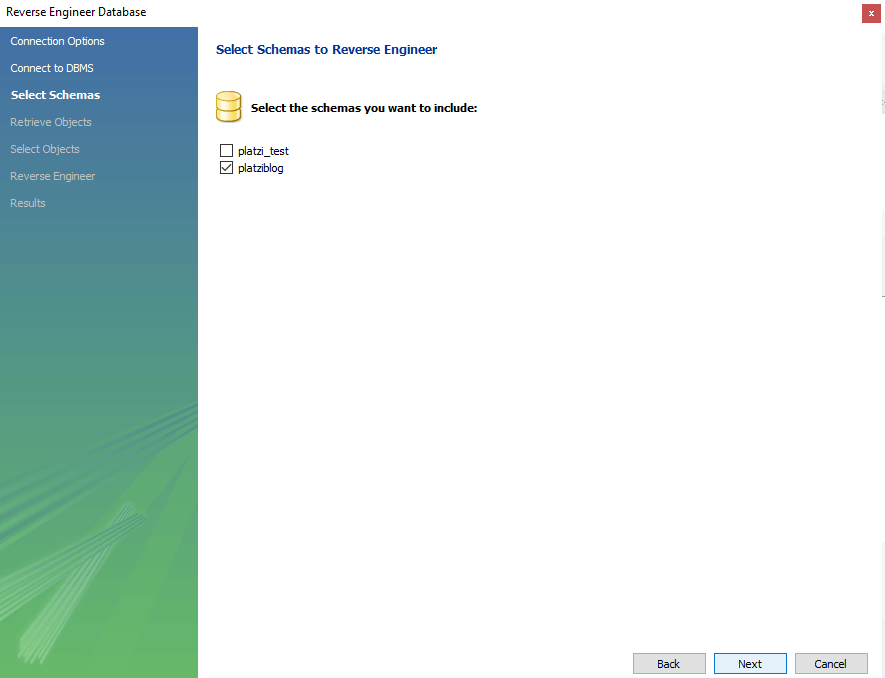 Reverse Engineer Database
x
Connection Options
Connect to DBMS
Select Schemas
Retrieve Objects
Select Objects
Reverse Engineer
Results
Select Schemas to Reverse Engineer
Select the schemas you want to include:
platzi_test
platziblog
Back
Next
Cancel